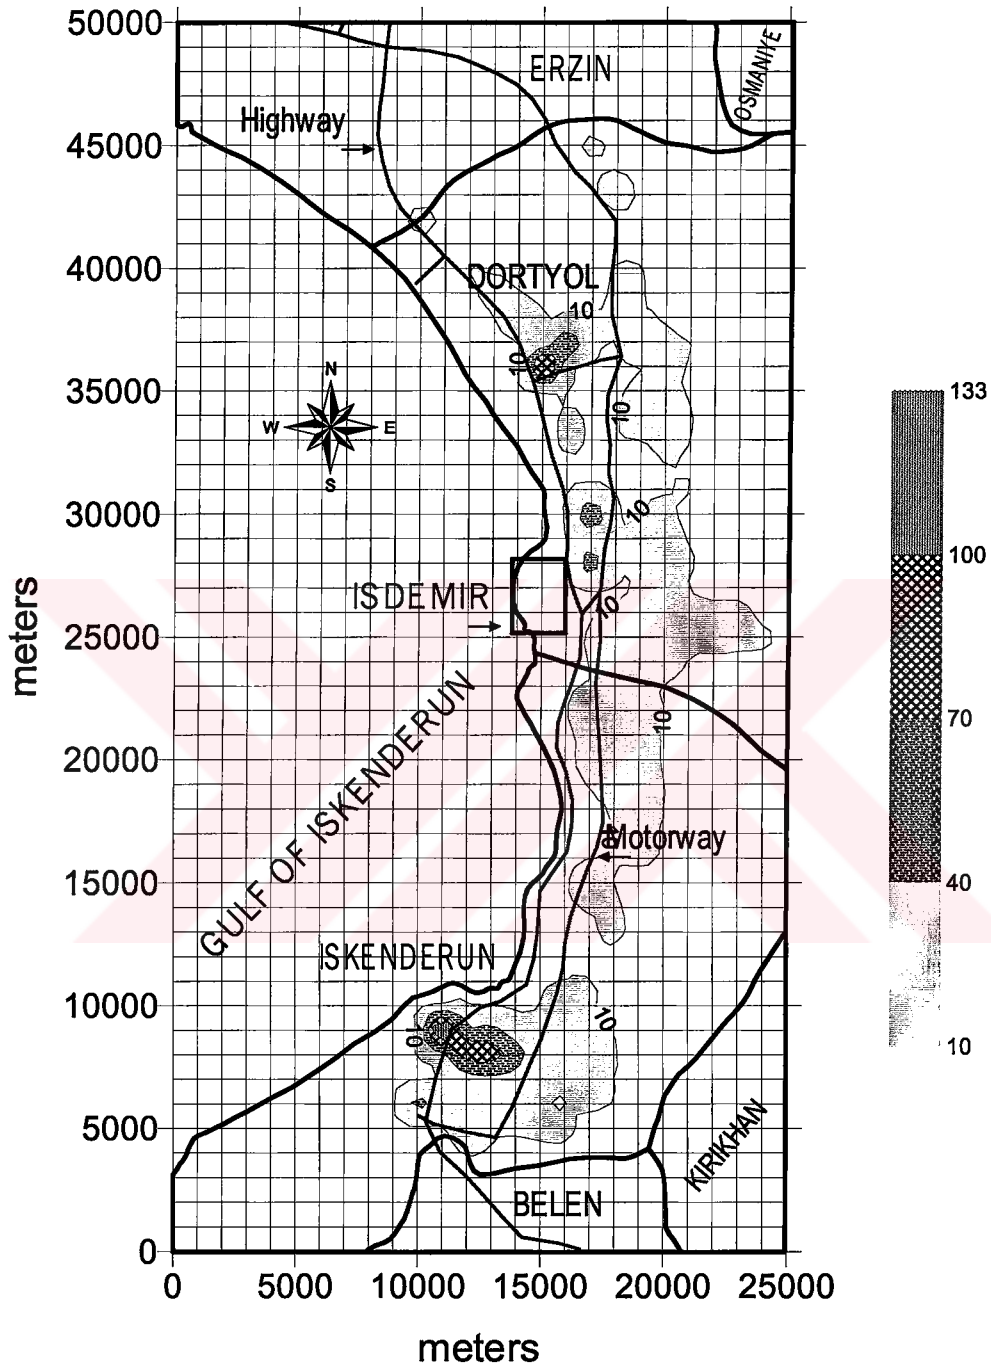 50000
45000
40000
35000
30000
25000
20000
15000
10000
5000
0
meters
0
5000
10000
15000
20000
25000
meters
ERZIN
OSMANIYE
Highway
DORTYOL
10
10
10
N
W
E
S
10
ISDEMIR
10
GULF OF ISKENDERUN
10
Motorway
ISKENDERUN
10
10
KIRIKHAN
BELEN
133
100
70
40
10